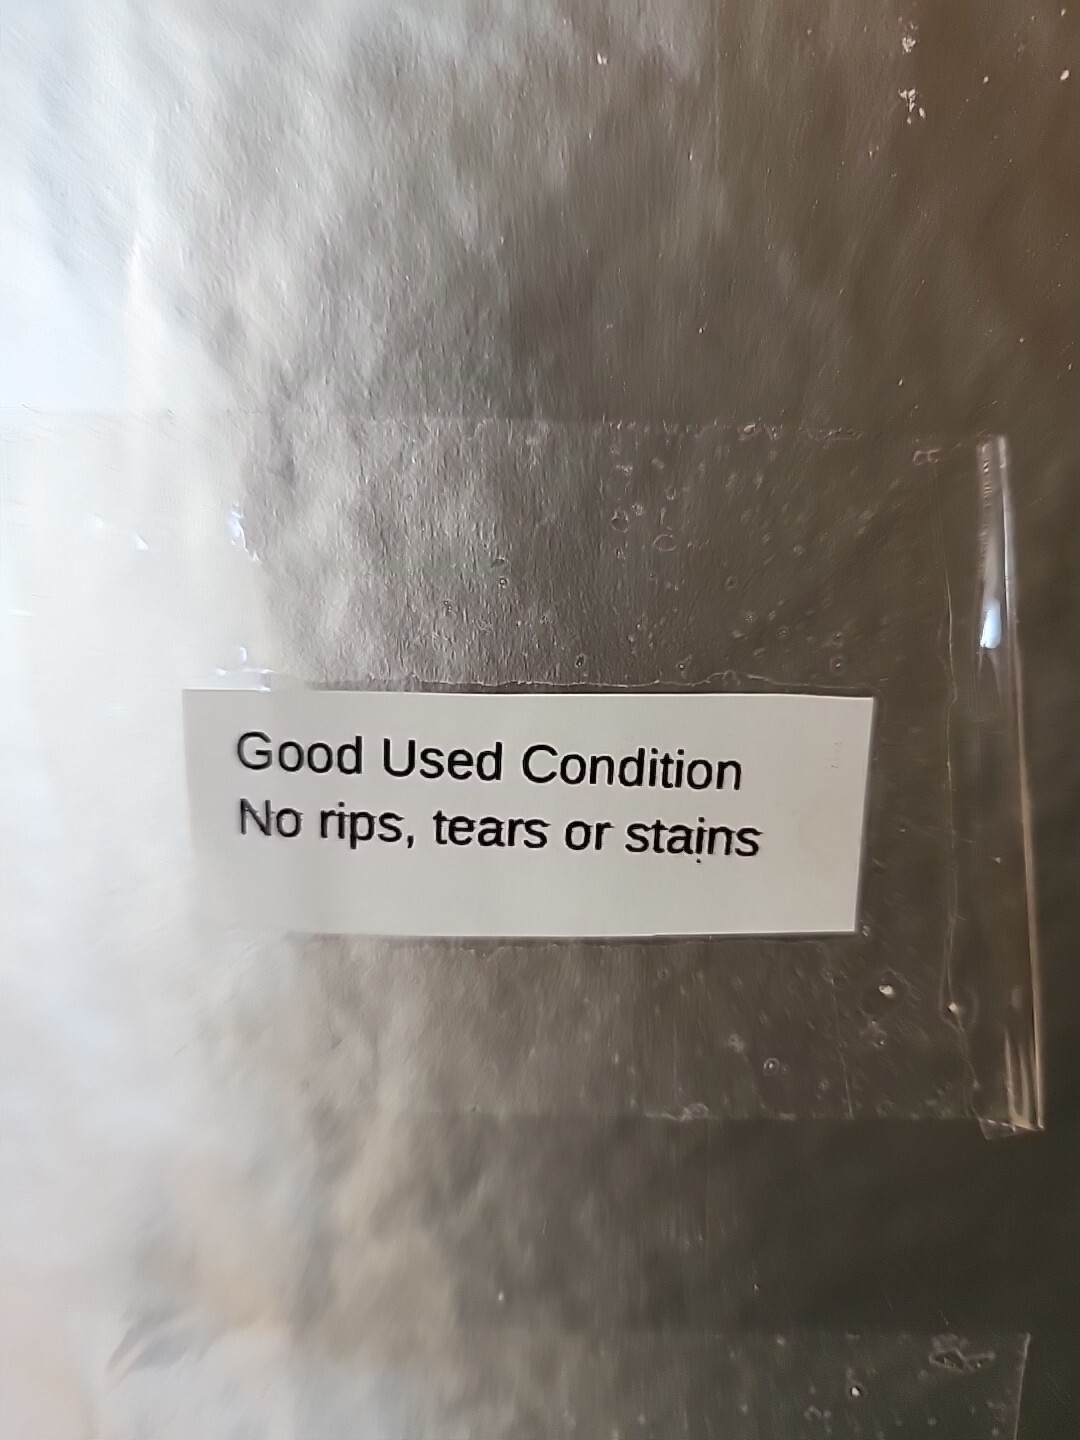 Good Used Condition
No rips, tears or stains